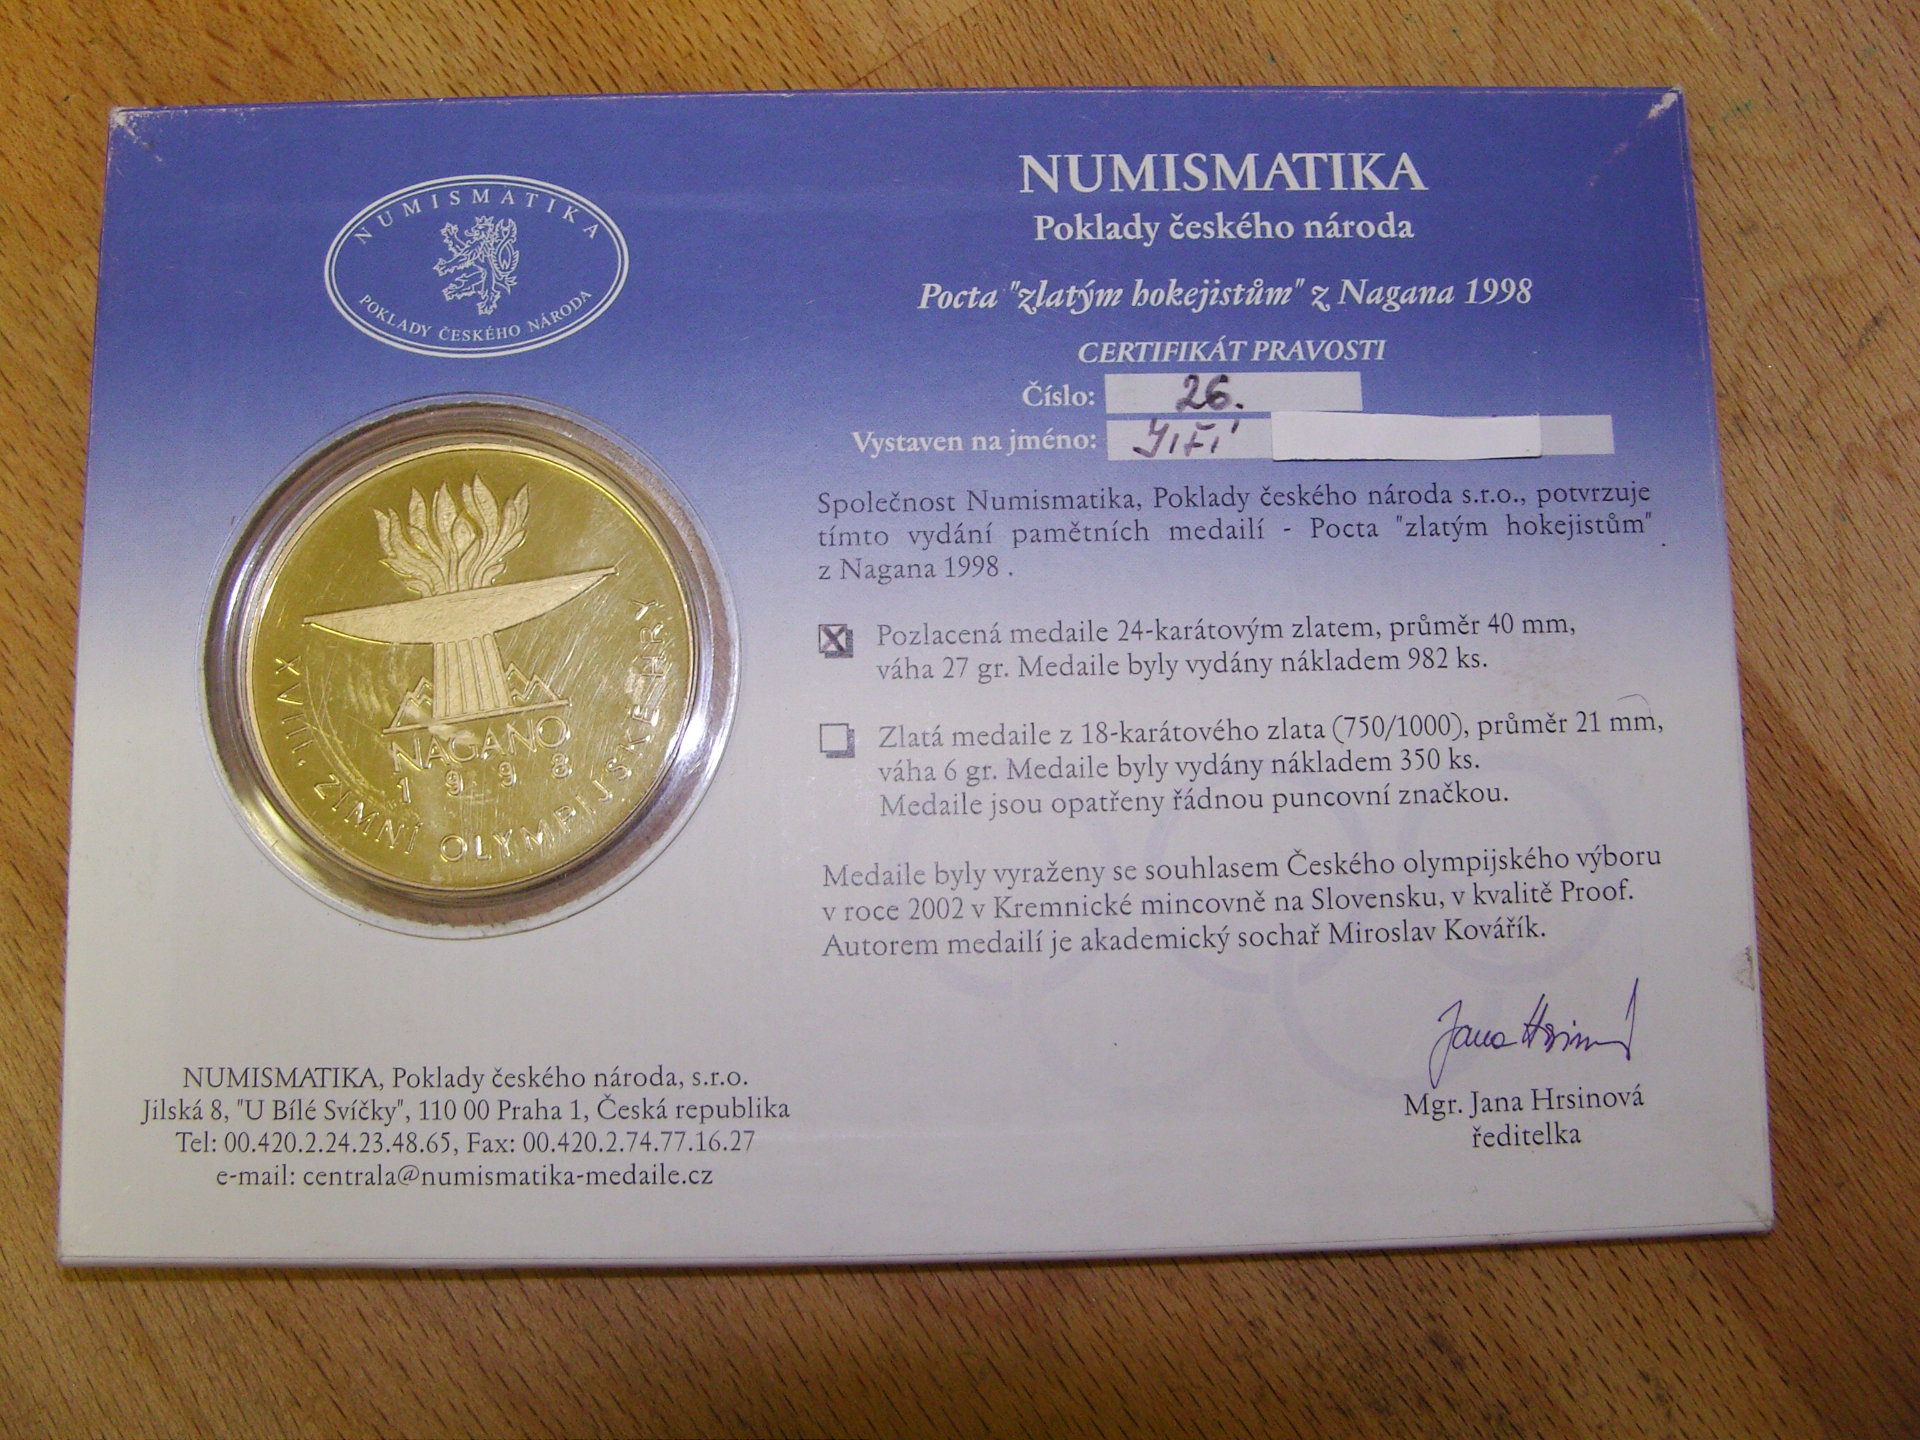 NUMISMATIKA
POKLADY ČESKÉHO NÁRODA
XVIII. ZIMNÍ OLYMPIJSKÉ HRY
NAGANO
1998
NUMISMATIKA, Poklady českého národa, s.r.o.
Jilská 8, "U Bílé Svíčky", 110 00 Praha 1, Česká republika
Tel: 00.420.2.24.23.48.65, Fax: 00.420.2.74.77.16.27
e-mail: centrala@numismatika-medaile.cz
NUMISMATIKA
Poklady českého národa
Pocta "zlatým hokejistům" z Nagana 1998
CERTIFIKÁT PRAVOSTI
Číslo: 26.
Vystaven na jméno: Jiří
Společnost Numismatika, Poklady českého národa s.r.o., potvrzuje
tímto vydání pamětních medailí - Pocta "zlatým hokejistům"
z Nagana 1998 .
Pozlacená medaile 24-karátovým zlatem, průměr 40 mm,
váha 27 gr. Medaile byly vydány nákladem 982 ks.
Zlatá medaile z 18-karátového zlata (750/1000), průměr 21 mm,
váha 6 gr. Medaile byly vydány nákladem 350 ks.
Medaile jsou opatřeny řádnou puncovní značkou.
Medaile byly vyraženy se souhlasem Českého olympijského výboru
v roce 2002 v Kremnické mincovně na Slovensku, v kvalitě Proof.
Autorem medailí je akademický sochař Miroslav Kovářík.
Mgr. Jana Hrsinová
ředitelka